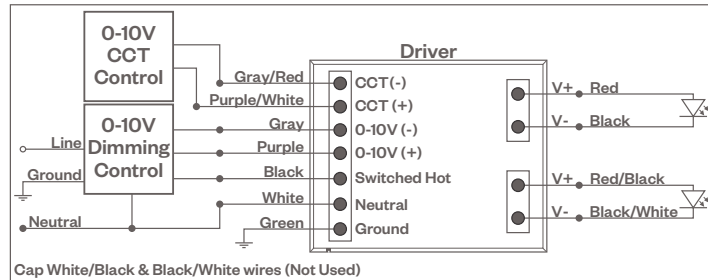 0-10V
CCT
Control
Driver
Gray/Red
CCT(-)
V+
Red
Purple/White
CCT (+)
0-10V
Dimming
Control
Gray
0-10V (-)
V-
Black
Line
Purple
0-10V (+)
Ground
Black
Switched Hot
V+
Red/Black
White
Neutral
Neutral
Green
Ground
V-
Black/White
Cap White/Black & Black/White wires (Not Used)